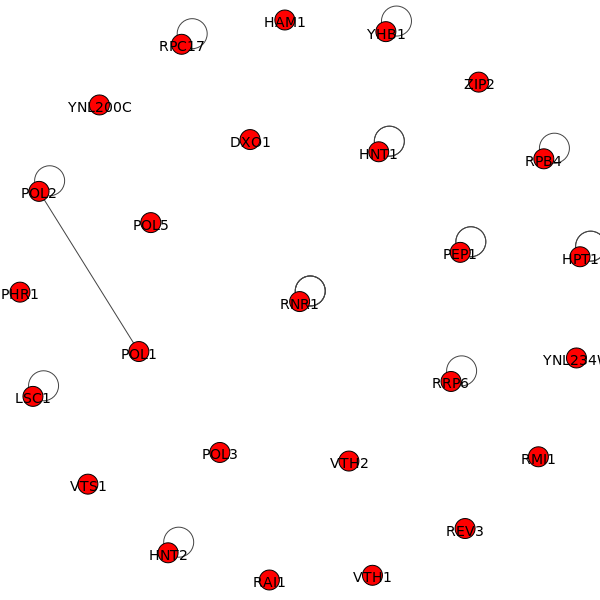 HAM1
YHB1
RPC17
ZIP2
YNL200C
DXO1
HNT1
RPB4
POL2
POL5
PEP1
HPT1
PHR1
RNR1
POL1
YNL234W
RRP6
LSC1
POL3
VTH2
RMI1
VTS1
REV3
HNT2
RAI1
VTH1